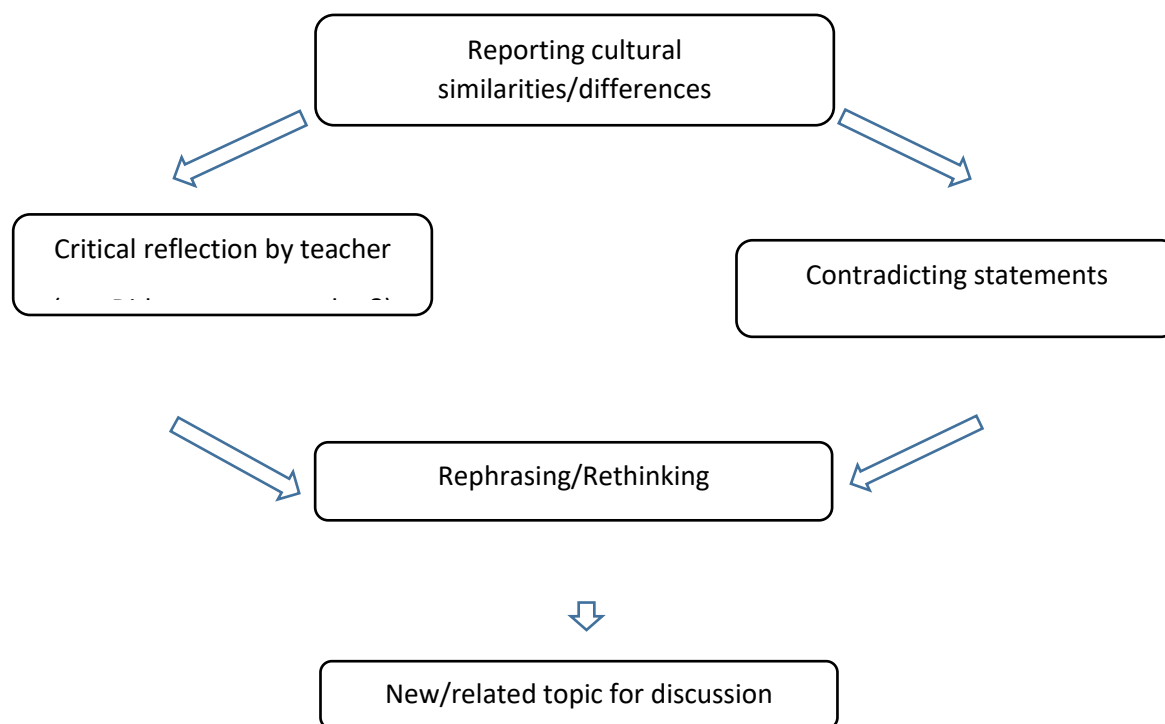 Reporting cultural
similarities/differences
Critical reflection by teacher
Contradicting statements
Rephrasing/Rethinking
New/related topic for discussion